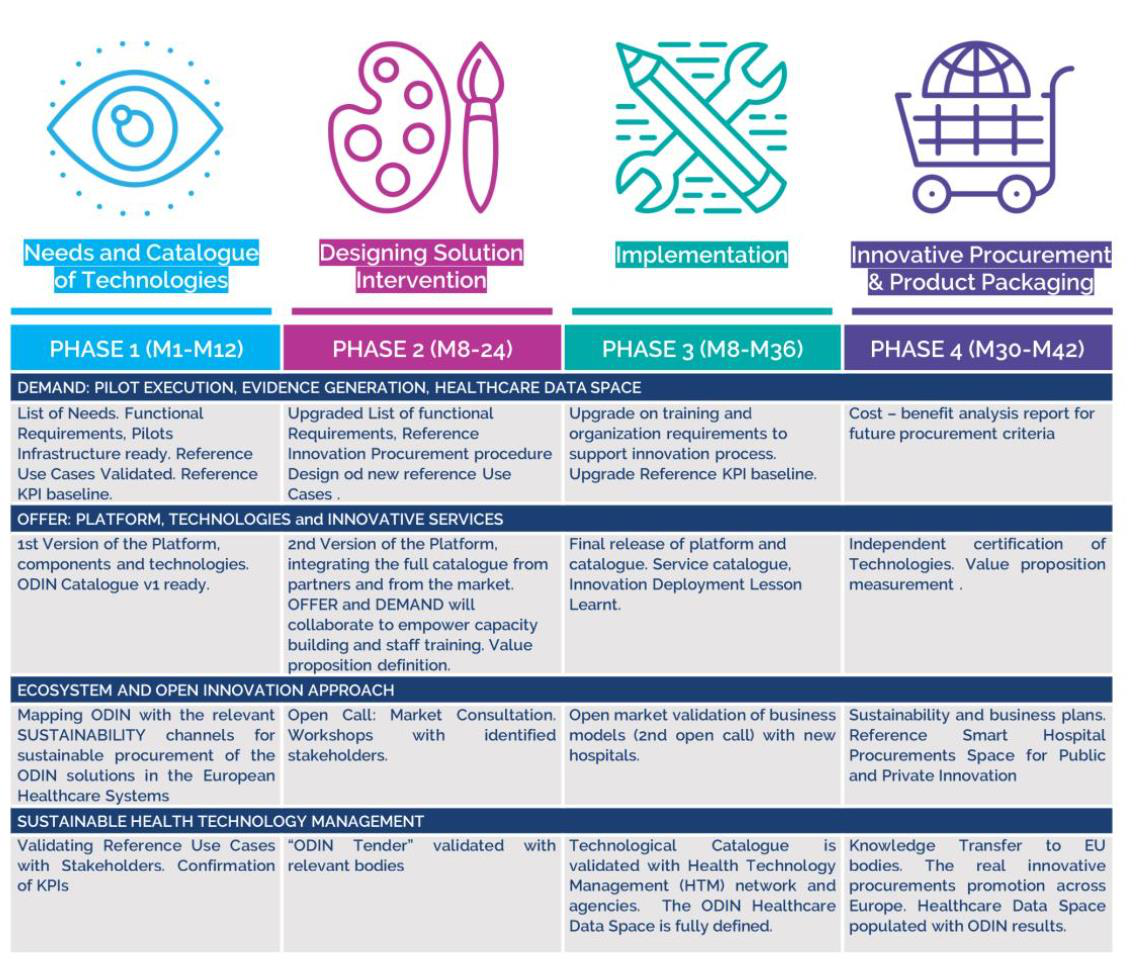 Needs and Catalogue
of Technologies
Designing Solution
Intervention
Implementation
Innovative Procurement
& Product Packaging
PHASE 1 (M1-M12)
PHASE 2 (M8-24)
PHASE 3 (M8-M36)
PHASE 4 (M30-M42)
DEMAND: PILOT EXECUTION, EVIDENCE GENERATION, HEALTHCARE DATA SPACE
List of Needs. Functional
Requirements, Pilots
Infrastructure ready. Reference
Use Cases Validated. Reference
KPI baseline.
Upgraded List of functional
Requirements, Reference
Innovation Procurement procedure
Design od new reference Use
Cases .
Upgrade on training and
organization requirements to
support innovation process.
Upgrade Reference KPI baseline.
Cost – benefit analysis report for
future procurement criteria
OFFER: PLATFORM, TECHNOLOGIES and INNOVATIVE SERVICES
1st Version of the Platform,
components and technologies.
ODIN Catalogue v1 ready.
2nd Version of the Platform,
integrating the full catalogue from
partners and from the market.
OFFER and DEMAND will
collaborate to empower capacity
building and staff training. Value
proposition definition.
Final release of platform and
catalogue. Service catalogue,
Innovation Deployment Lesson
Learnt.
Independent certification of
Technologies. Value proposition
measurement .
ECOSYSTEM AND OPEN INNOVATION APPROACH
Mapping ODIN with the relevant
SUSTAINABILITY channels for
sustainable procurement of the
ODIN solutions in the European
Healthcare Systems
Open Call: Market Consultation.
Workshops with identified
stakeholders.
Open market validation of business
models (2nd open call) with new
hospitals.
Sustainability and business plans.
Reference Smart Hospital
Procurements Space for Public
and Private Innovation
SUSTAINABLE HEALTH TECHNOLOGY MANAGEMENT
Validating Reference Use Cases
with Stakeholders. Confirmation
of KPIs
“ODIN Tender” validated with
relevant bodies
Technological Catalogue is
validated with Health Technology
Management (HTM) network and
agencies. The ODIN Healthcare
Data Space is fully defined.
Knowledge Transfer to EU
bodies. The real innovative
procurements promotion across
Europe. Healthcare Data Space
populated with ODIN results.